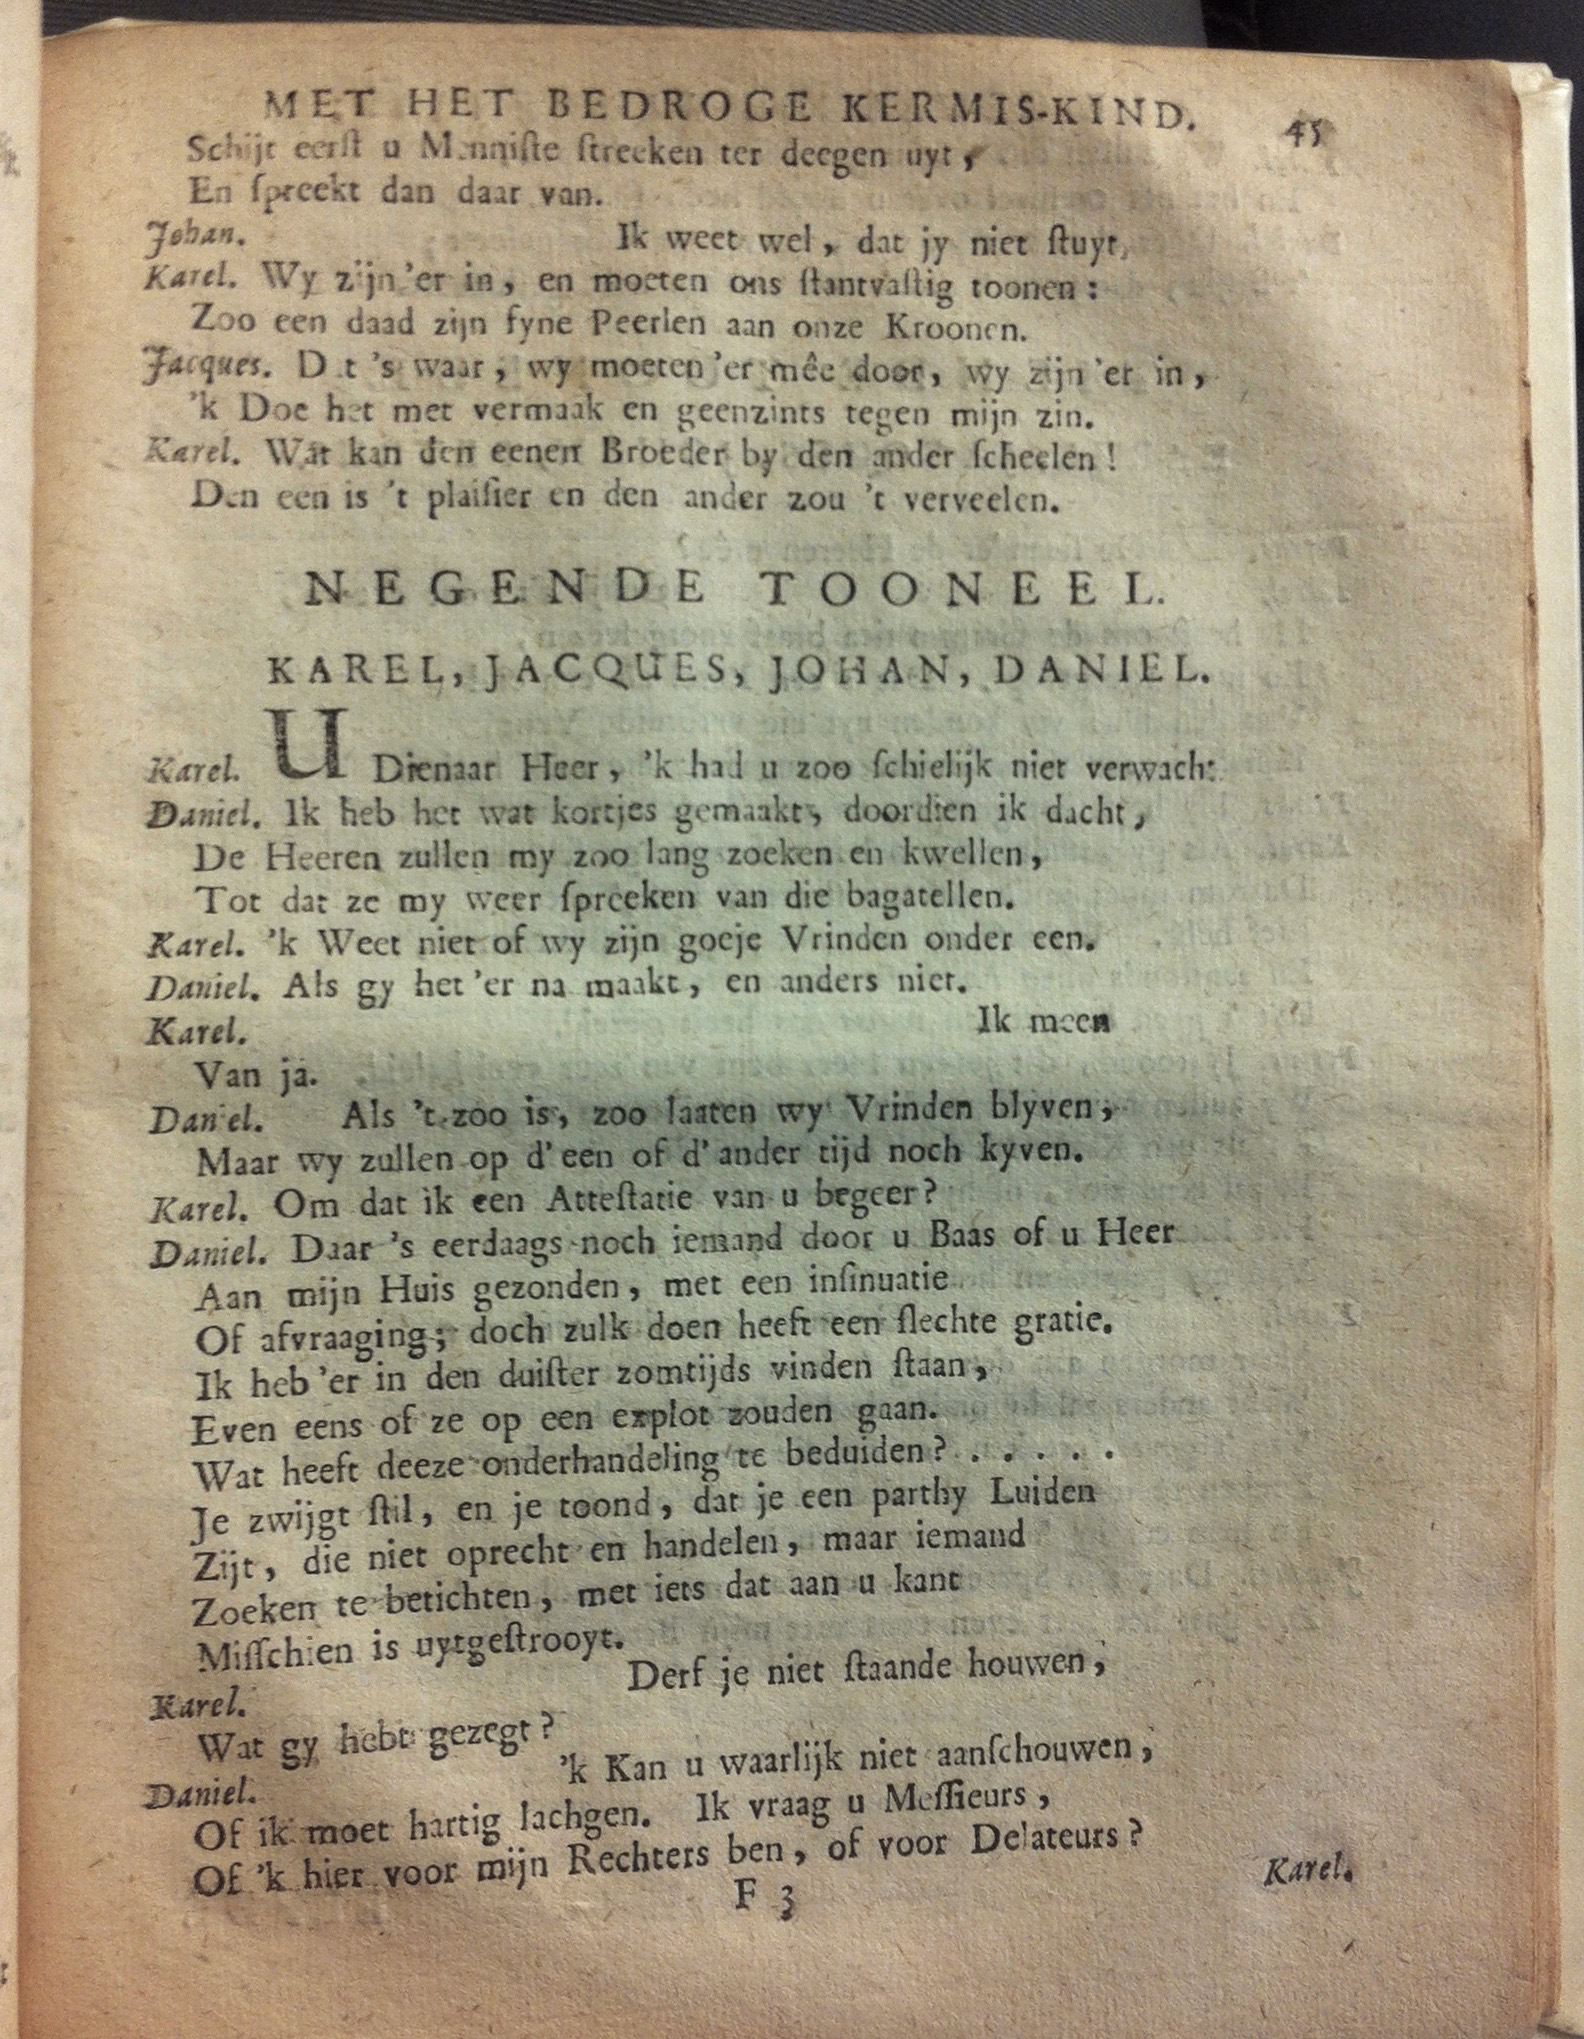 MET HET BEDROGE KERMIS-KIND. 45
Schijt eerſt u Menniſte ſtreeken ter deegen uyt,
En ſpreekt dan daar van.
Johan. Ik weet wel, dat jy niet ſtuyt,
Karel. Wy zijn 'er in, en moeten ons ſtantvaſtig toonen:
Zoo een daad zijn fyne Peerlen aan onze Kroonen.
Jacques. D t 's waar, wy moeten 'er mêe door, wy zijn 'er in,
'k Doe het met vermaak en geenzints tegen mijn zin.
Karel. Wat kan den eenen Broeder by den ander ſcheelen!
Den een is 't plaiſier en den ander zou 't verveelen.
NEGENDE TOONEEL.
KAREL, JACQUES, JOHAN, DANIEL.
Karel. U Dienaar Heer, 'k had u zoo ſchielijk niet verwacht
Daniel. Ik heb het wat kortjes gemaakt, doordien ik dacht,
De Heeren zullen my zoo lang zoeken en kwellen,
Tot dat ze my weer ſpreeken van die bagatellen.
Karel. 'k Weet niet of wy zijn goeje Vrinden onder een.
Daniel. Als gy het 'er na maakt, en anders niet.
Karel. Ik meen
Van ja.
Daniel. Als 't zoo is, zoo laaten wy Vrinden blyven,
Maar wy zullen op d' een of d' ander tijd noch kyven.
Karel. Om dat ik een Atteſtatie van u begeer?
Daniel. Daar 's eerdaags noch iemand door u Baas of u Heer
Aan mijn Huis gezonden, met een inſinuatie
Of afvraaging; doch zulk doen heeft een ſlechte gratie.
Ik heb 'er in den duiſter zomtijds vinden ſtaan,
Even eens of ze op een explot zouden gaan.
Wat heeft deeze onderhandeling te beduiden? . . . . . .
Je zwijgt ſtil, en je toond, dat je een parthy Luiden
Zijt, die niet oprecht en handelen, maar iemand
Zoeken te betichten, met iets dat aan u kant
Miſſchien is uytgeſtrooyt.
Karel. Derf je niet ſtaande houwen,
Wat gy hebt gezegt?
Daniel. 'k Kan u waarlijk niet aanſchouwen,
Of ik moet hartig lachgen. Ik vraag u Meſſieurs,
Of 'k hier voor mijn Rechters ben, of voor Delateurs?
F 3 Karel.